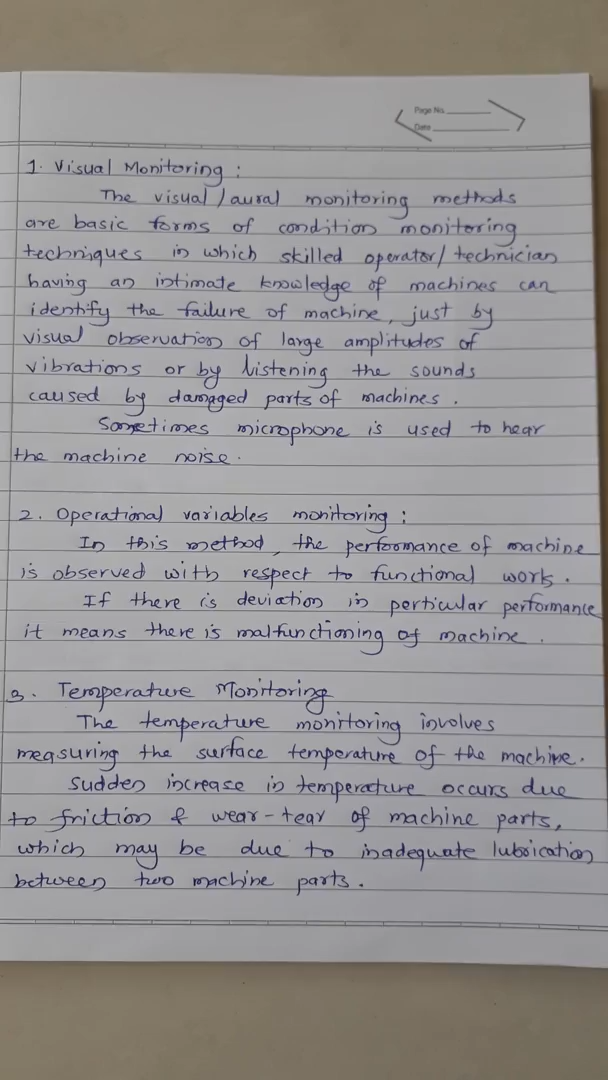 Page No.
Date
1. Visual Monitoring :
The visual / aural monitoring methods
are basic forms of condition monitoring
techniques in which skilled operator/ technician
having an intimate knowledge of machines can
identify the failure of machine, just by
visual observation of large amplitudes of
vibrations or by listening the sounds
caused by damaged parts of machines .
Sometimes microphone is used to hear
the machine noise .
2. Operational variables monitoring :
In this method , the performance of machine
is observed with respect to functional work .
If there is deviation in perticular performance
it means there is malfunctioning of machine .
3. Temperature Monitoring
The temperature monitoring involves
measuring the surface temperature of the machine.
Sudden increase in temperature occurs due
to friction & wear-tear of machine parts,
which may be due to inadequate lubrication
between two machine parts .